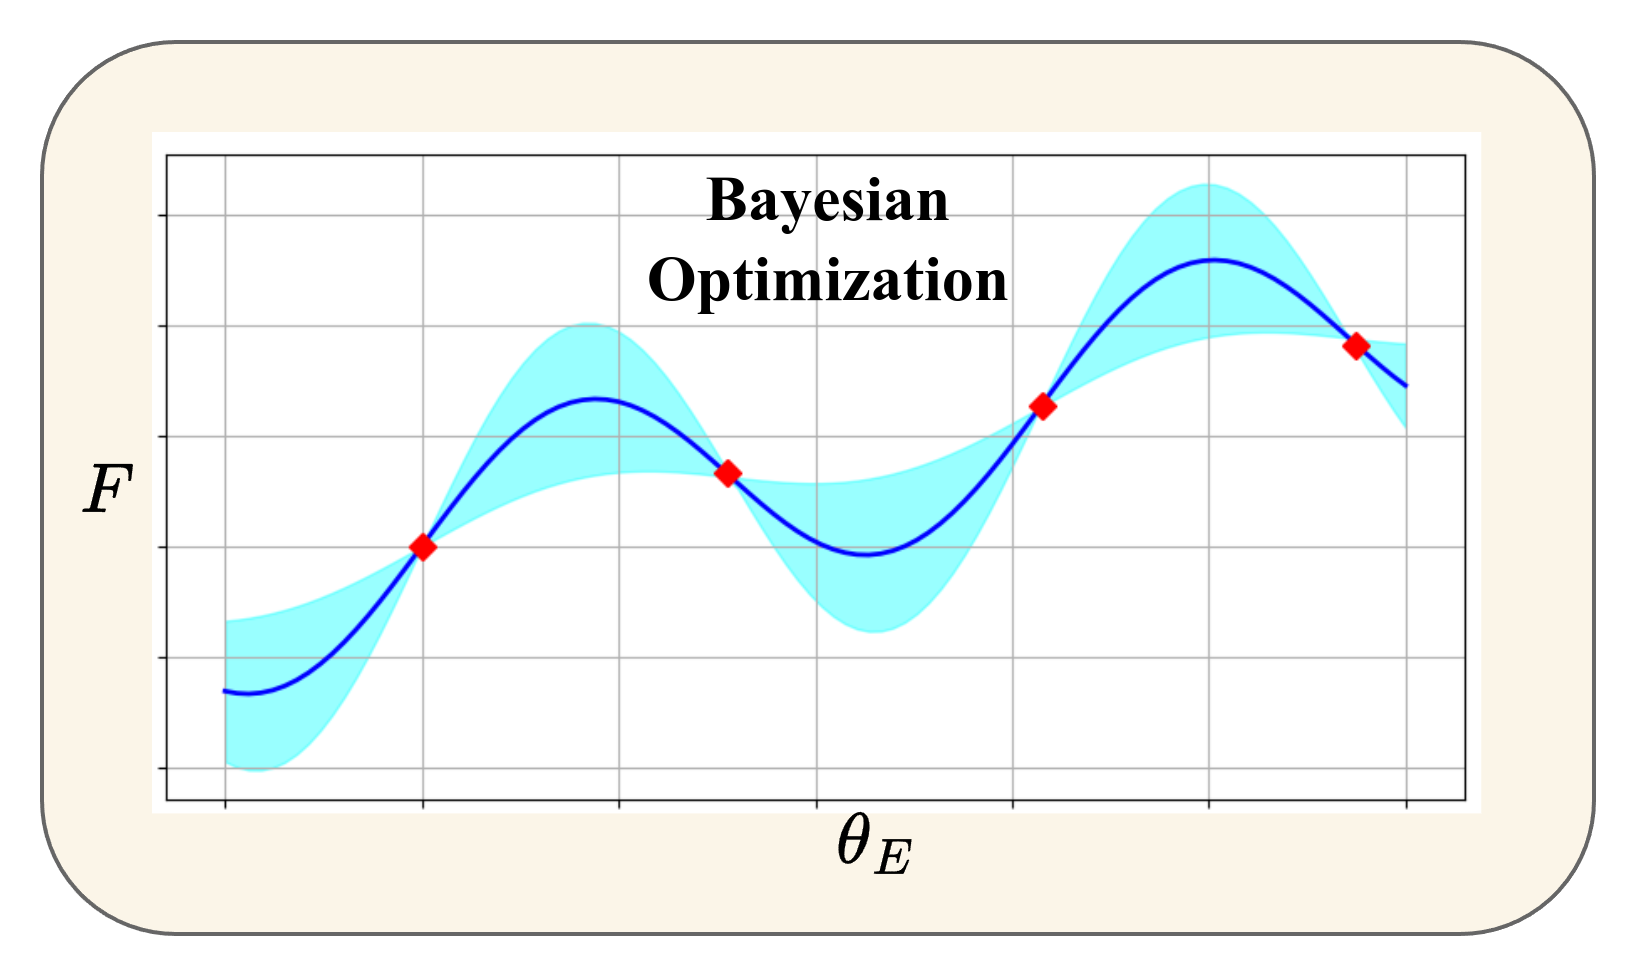 Bayesian
Optimization
F
θ_E